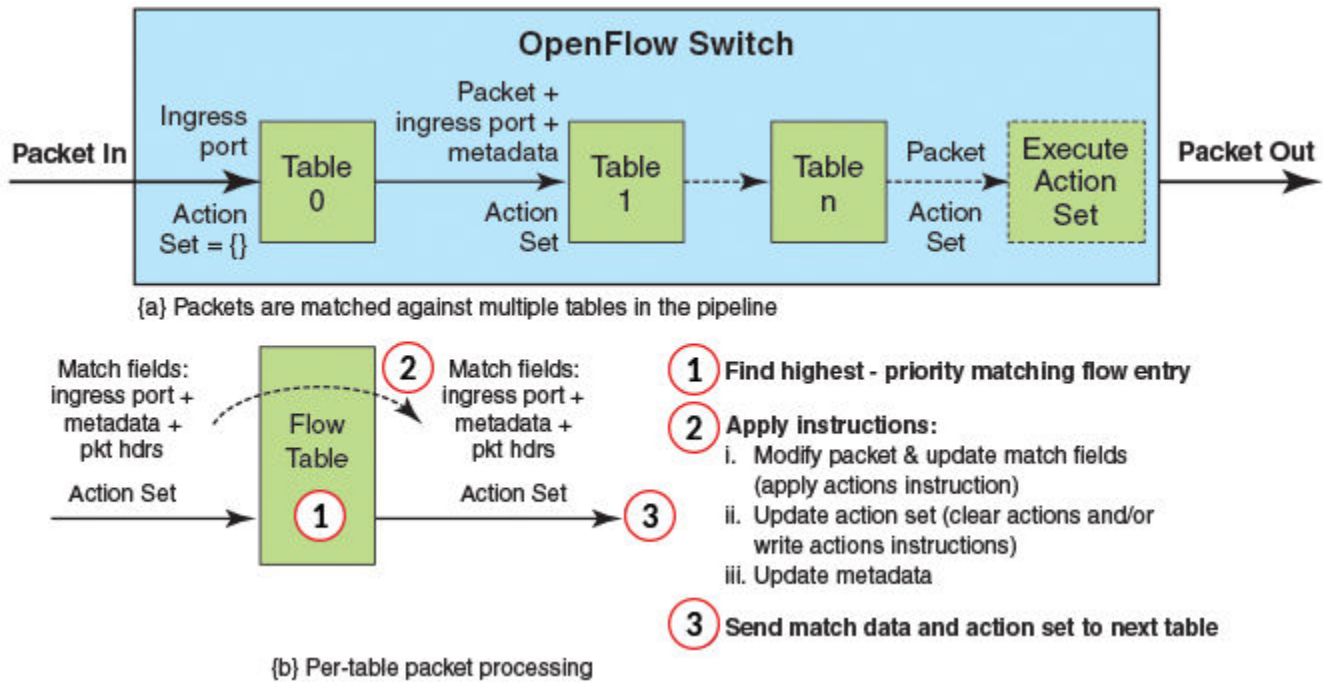 OpenFlow Switch
Packet In
Ingress
port
Action
Set = {}
Table
0
Packet +
ingress port +
metadata
Action
Set
Table
1
Table
n
Packet
Action
Set
Execute
Action
Set
Packet Out
{a} Packets are matched against multiple tables in the pipeline
Match fields:
ingress port +
metadata +
pkt hdrs
Action Set
Flow
Table
1
2
Match fields:
ingress port +
metadata +
pkt hdrs
Action Set
3
1 Find highest - priority matching flow entry
2 Apply instructions:
i. Modify packet & update match fields
(apply actions instruction)
ii. Update action set (clear actions and/or
write actions instructions)
iii. Update metadata
3 Send match data and action set to next table
{b} Per-table packet processing